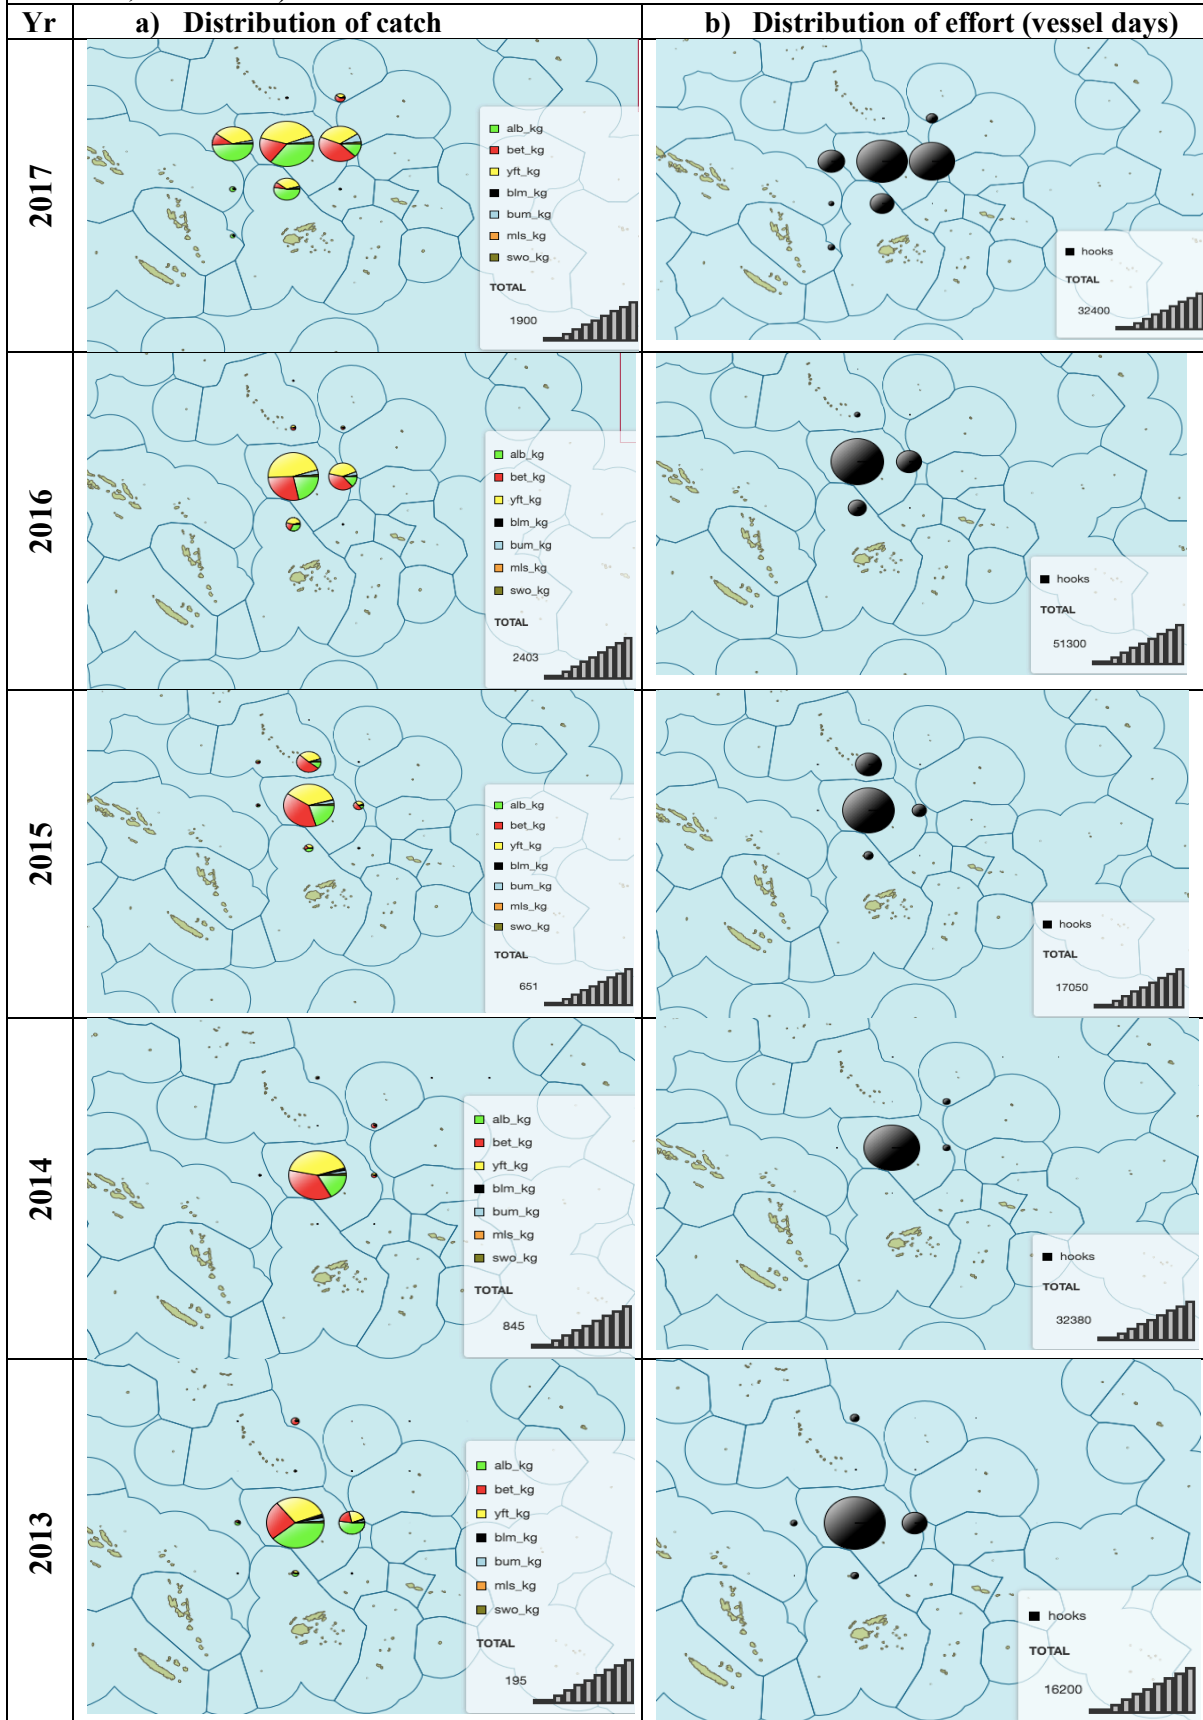 Yr a) Distribution of catch b) Distribution of effort (vessel days)
2017
alb_kg
bet_kg
yft_kg
blm_kg
bum_kg
mls_kg
swo_kg
TOTAL
1900
hooks
TOTAL
32400
2016
alb_kg
bet_kg
yft_kg
blm_kg
bum_kg
mls_kg
swo_kg
TOTAL
2403
hooks
TOTAL
51300
2015
alb_kg
bet_kg
yft_kg
blm_kg
bum_kg
mls_kg
swo_kg
TOTAL
651
hooks
TOTAL
17050
2014
alb_kg
bet_kg
yft_kg
blm_kg
bum_kg
mls_kg
swo_kg
TOTAL
845
hooks
TOTAL
32380
2013
alb_kg
bet_kg
yft_kg
blm_kg
bum_kg
mls_kg
swo_kg
TOTAL
195
hooks
TOTAL
16200